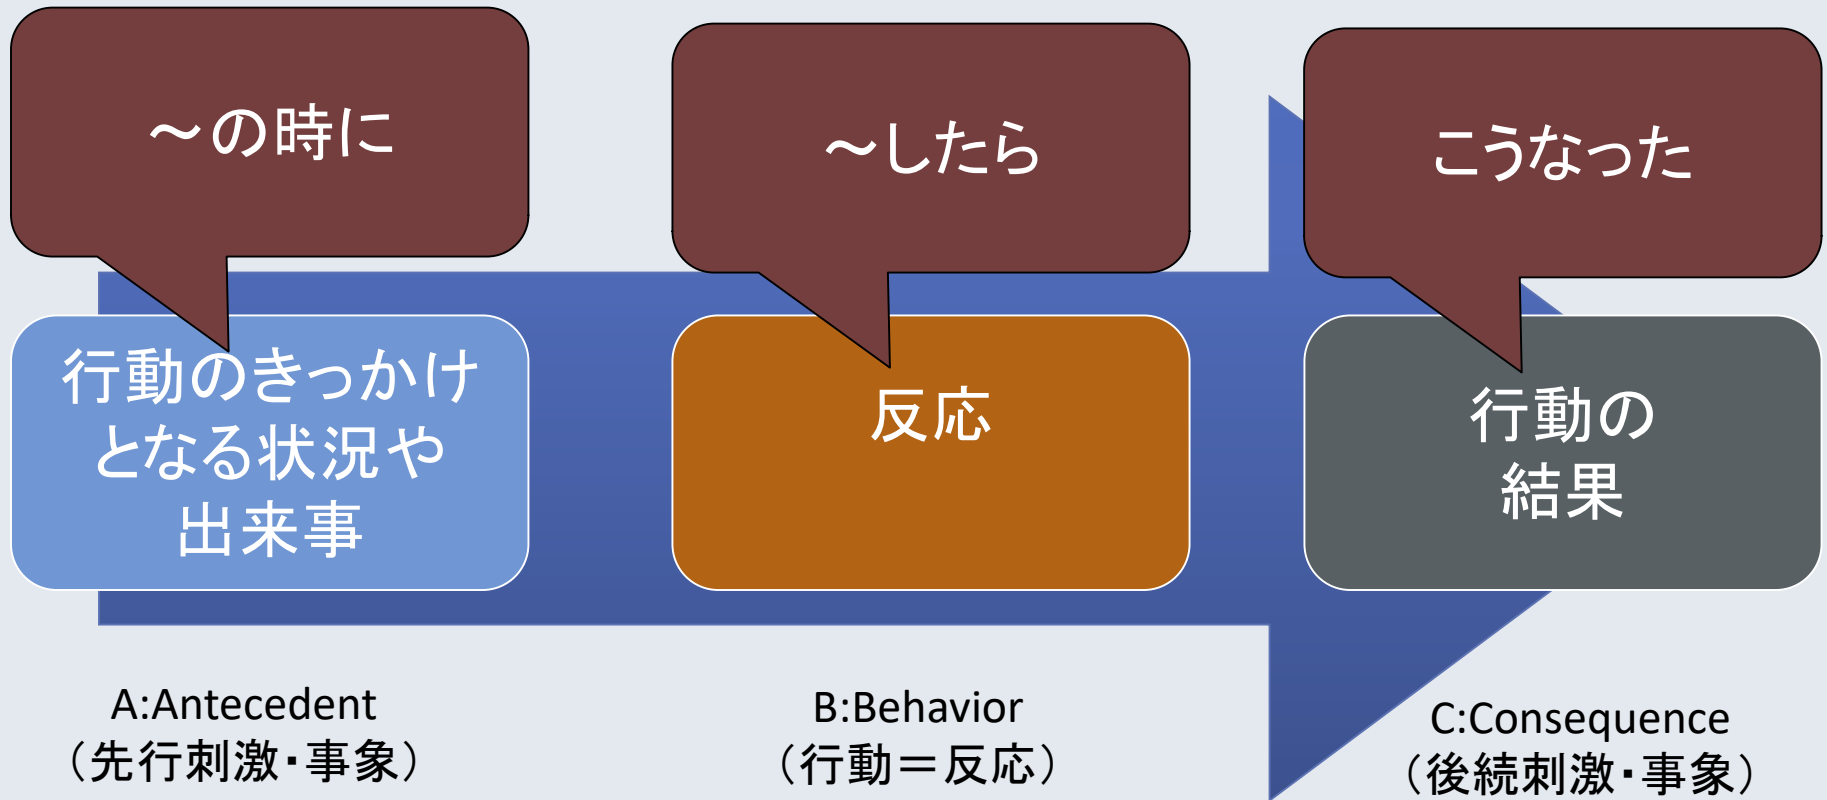 ～の時に
～したら
こうなった
行動のきっかけ
となる状況や
出来事
反応
行動の
結果
A:Antecedent
（先行刺激・事象）
B:Behavior
（行動＝反応）
C:Consequence
（後続刺激・事象）